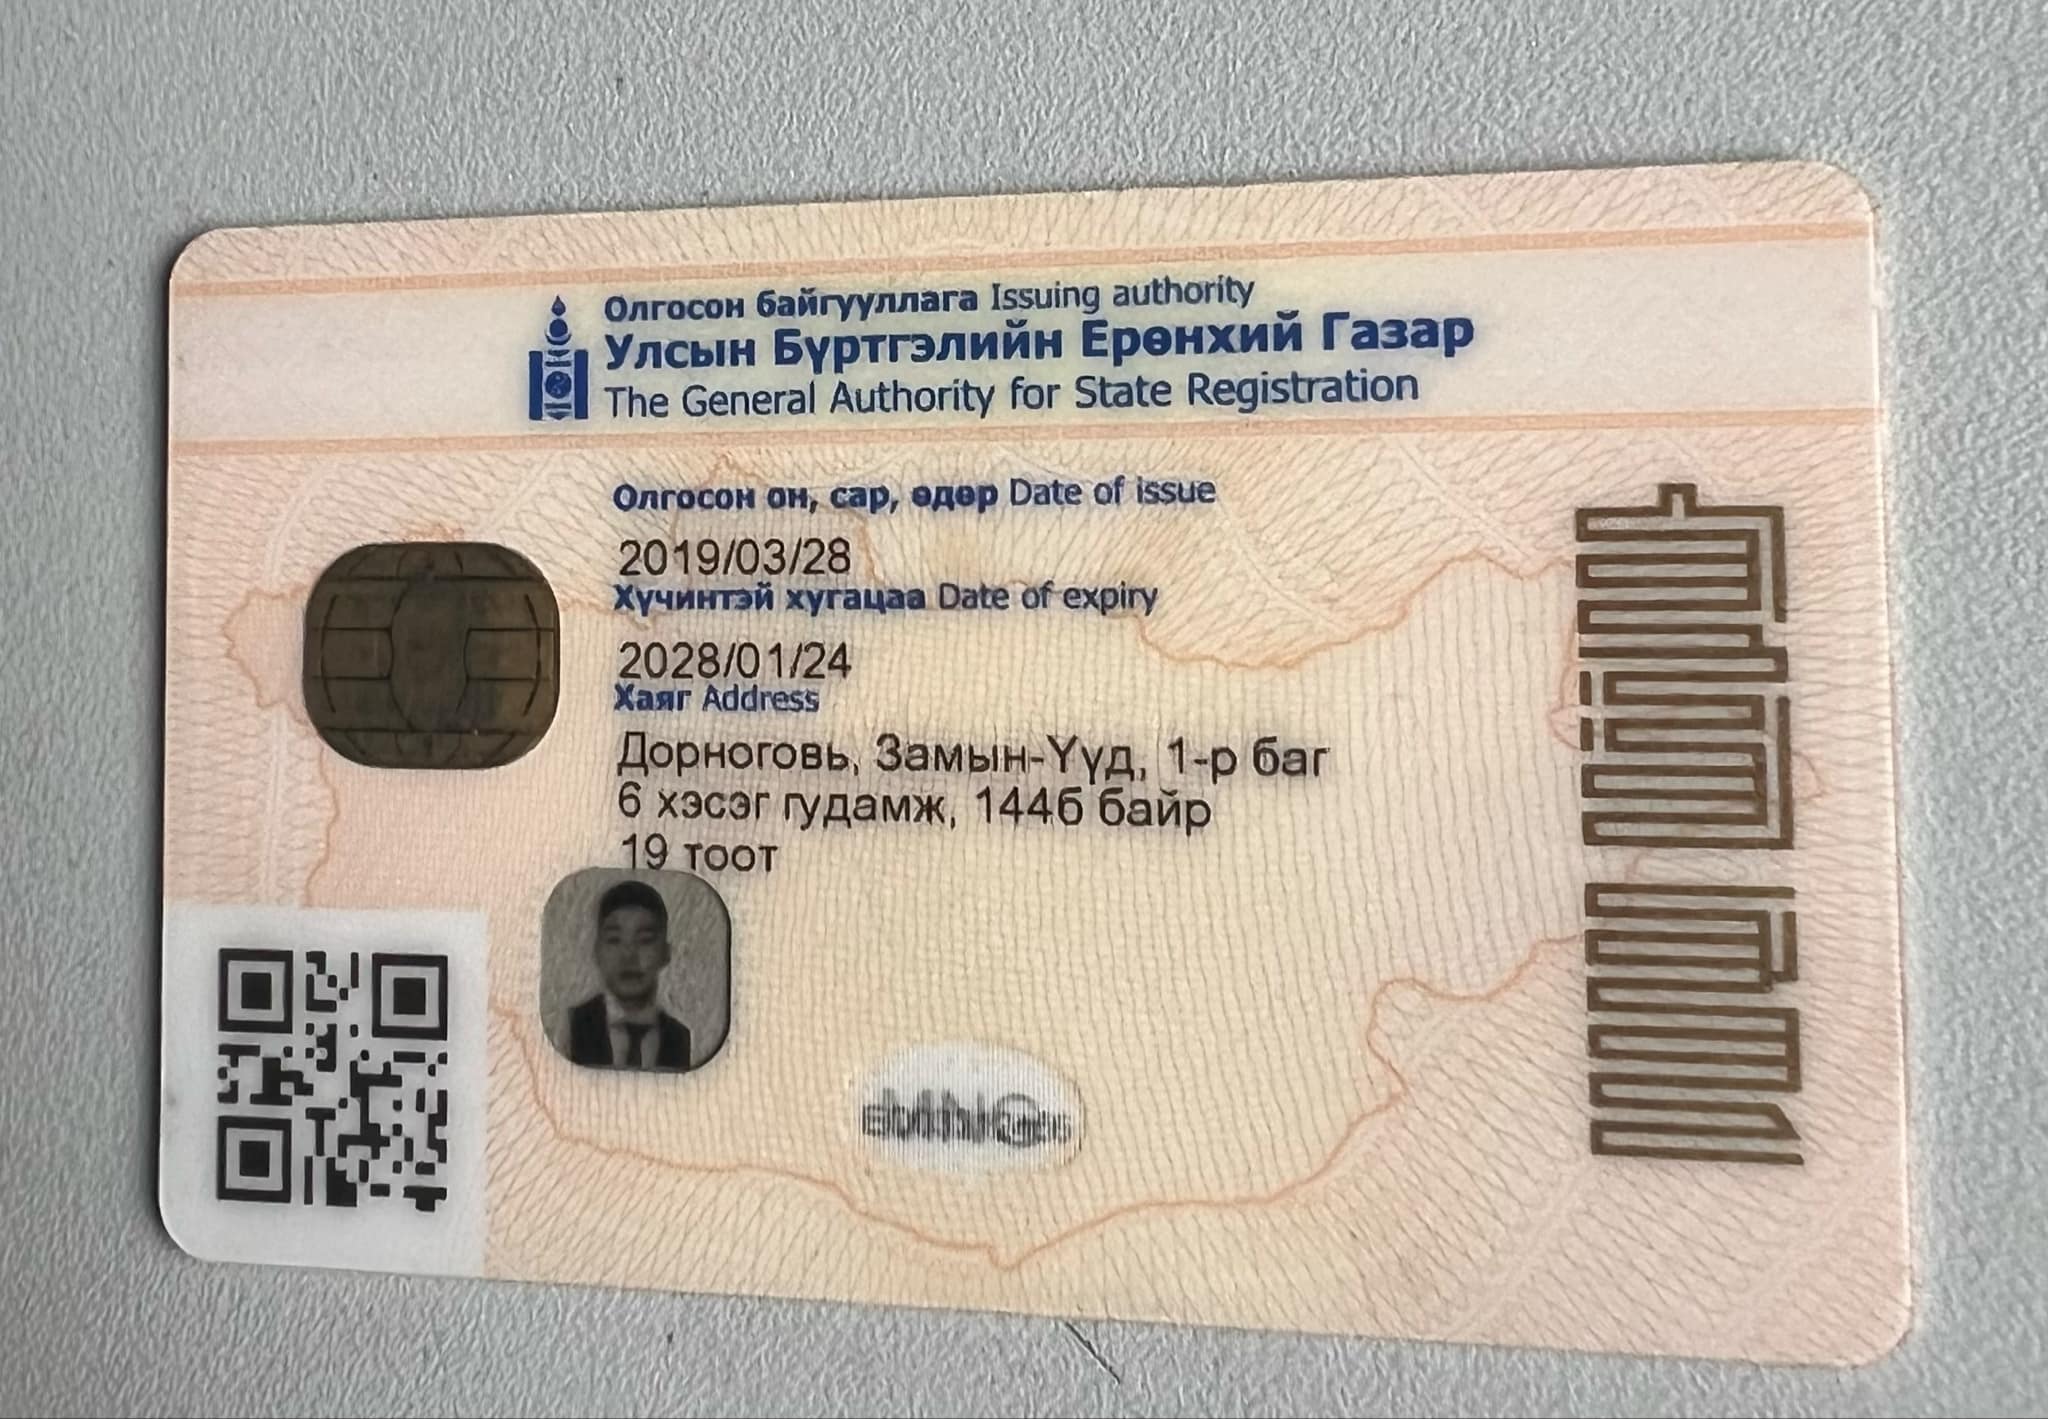 Олгосон байгууллага Issuing authority
Улсын Бүртгэлийн Ерөнхий Газар
The General Authority for State Registration
Олгосон он, сар, өдөр Date of issue
2019/03/28
Хүчинтэй хугацаа Date of expiry
2028/01/24
Хаяг Address
Дорноговь, Замын-Үүд, 1-р баг
6 хэсэг гудамж, 144б байр
19 тоот